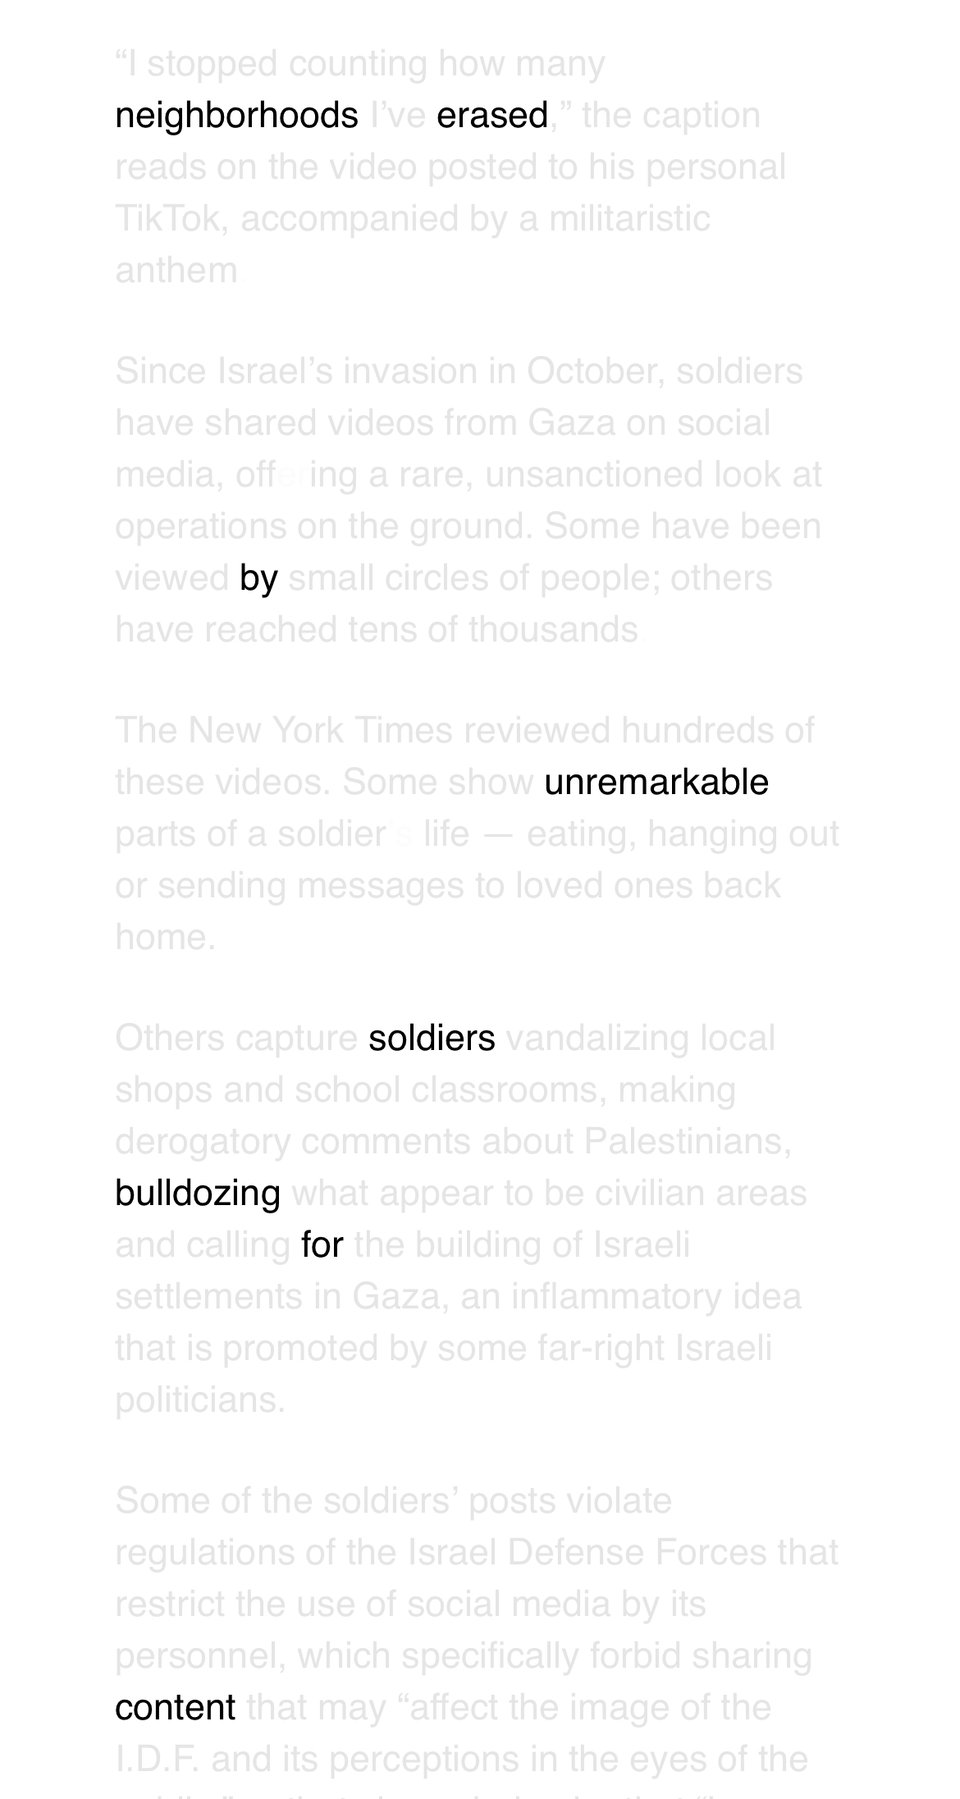 “I stopped counting how many
neighborhoods I’ve erased,” the caption
reads on the video posted to his personal
TikTok, accompanied by a militaristic
anthem
Since Israel’s invasion in October, soldiers
have shared videos from Gaza on social
media, offering a rare, unsanctioned look at
operations on the ground. Some have been
viewed by small circles of people; others
have reached tens of thousands
The New York Times reviewed hundreds of
these videos. Some show unremarkable
parts of a soldier’s life — eating, hanging out
or sending messages to loved ones back
home.
Others capture soldiers vandalizing local
shops and school classrooms, making
derogatory comments about Palestinians,
bulldozing what appear to be civilian areas
and calling for the building of Israeli
settlements in Gaza, an inflammatory idea
that is promoted by some far-right Israeli
politicians.
Some of the soldiers’ posts violate
regulations of the Israel Defense Forces that
restrict the use of social media by its
personnel, which specifically forbid sharing
content that may “affect the image of the
I.D.F. and its perceptions in the eyes of the